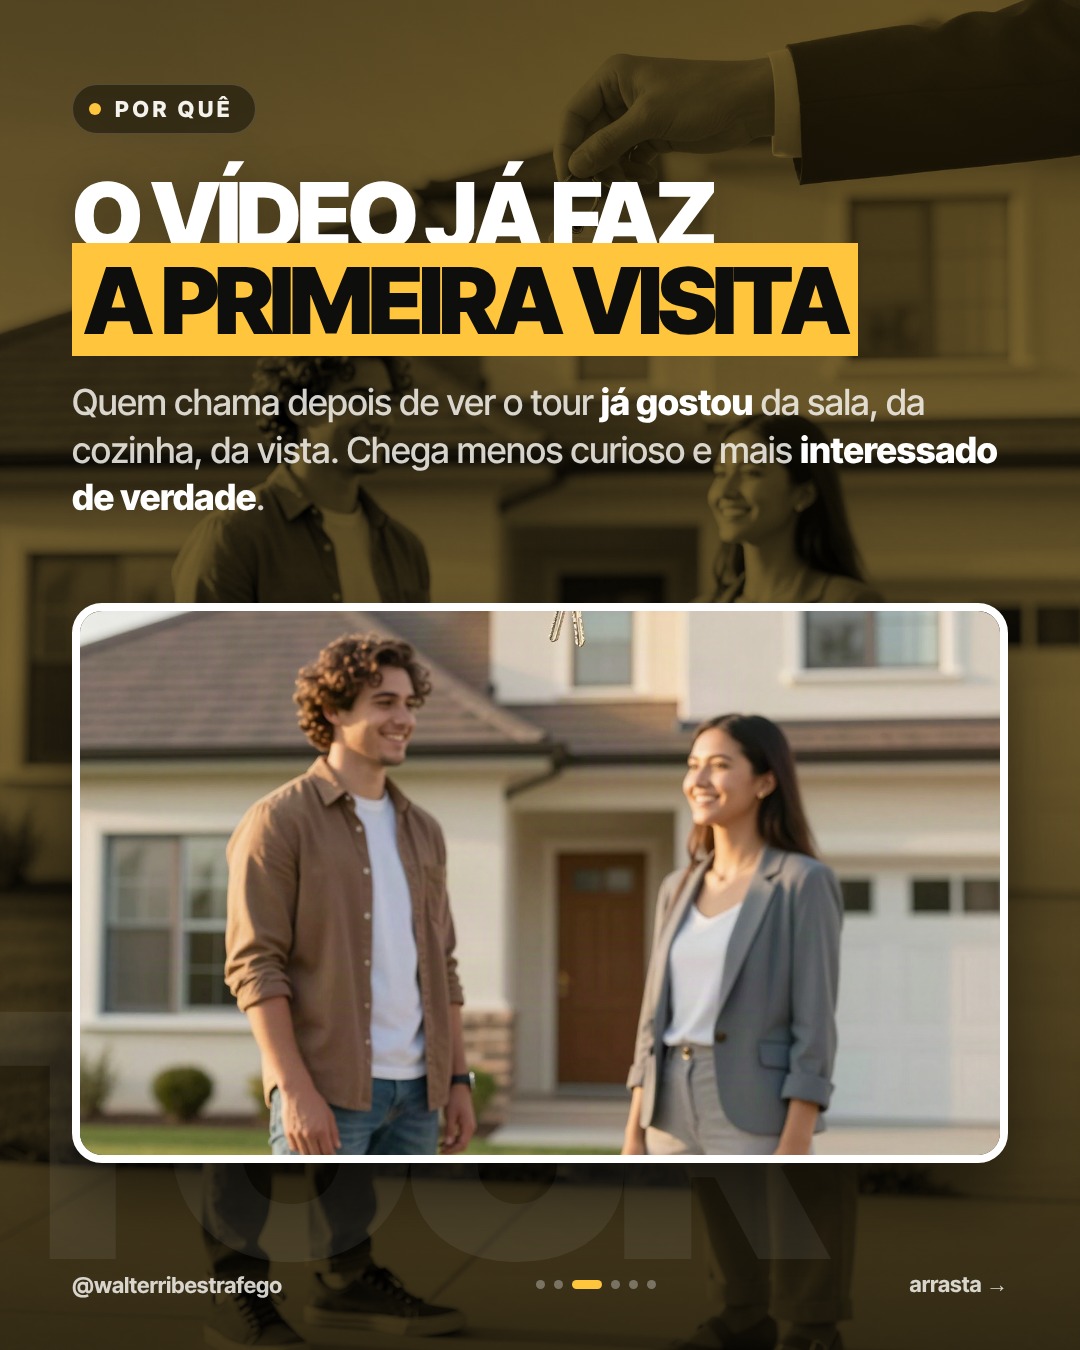 POR QUÊ
O VÍDEO JÁ FAZ
A PRIMEIRA VISITA
Quem chama depois de ver o tour já gostou da sala, da
cozinha, da vista. Chega menos curioso e mais interessado
de verdade.
TOUR
@walterribestrafego
arrasta →